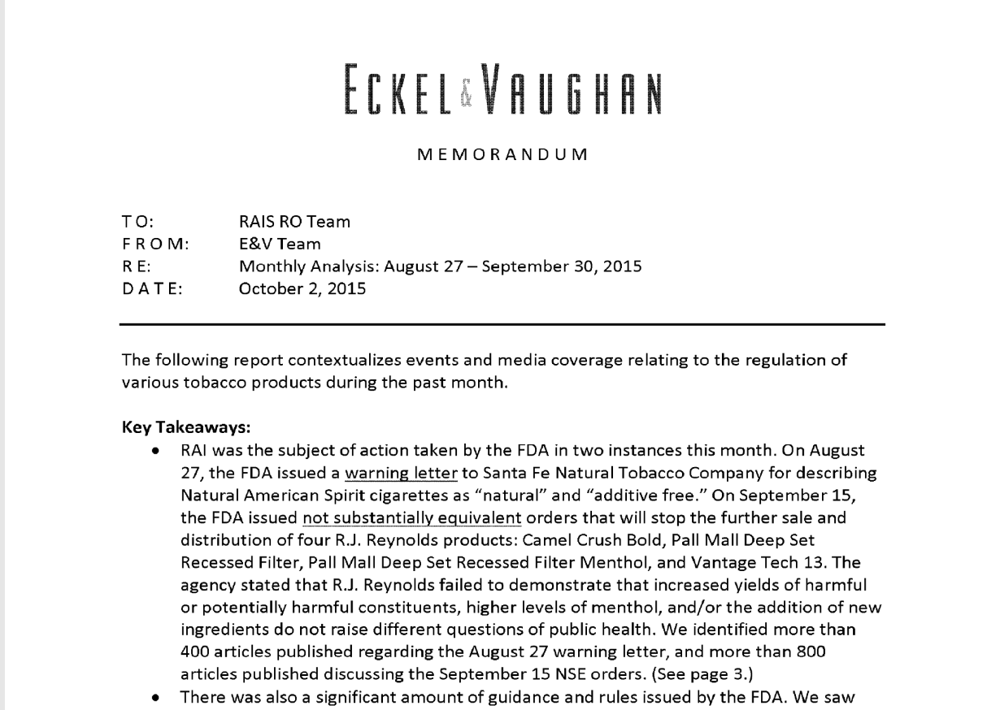 ECKEL & VAUGHAN
MEMORANDUM
TO: RAIS RO Team
FROM: E&V Team
RE: Monthly Analysis: August 27 – September 30, 2015
DATE: October 2, 2015
The following report contextualizes events and media coverage relating to the regulation of
various tobacco products during the past month.
Key Takeaways:
• RAI was the subject of action taken by the FDA in two instances this month. On August
27, the FDA issued a warning letter to Santa Fe Natural Tobacco Company for describing
Natural American Spirit cigarettes as “natural” and “additive free.” On September 15,
the FDA issued not substantially equivalent orders that will stop the further sale and
distribution of four R.J. Reynolds products: Camel Crush Bold, Pall Mall Deep Set
Recessed Filter, Pall Mall Deep Set Recessed Filter Menthol, and Vantage Tech 13. The
agency stated that R.J. Reynolds failed to demonstrate that increased yields of harmful
or potentially harmful constituents, higher levels of menthol, and/or the addition of new
ingredients do not raise different questions of public health. We identified more than
400 articles published regarding the August 27 warning letter, and more than 800
articles published discussing the September 15 NSE orders. (See page 3.)
• There was also a significant amount of guidance and rules issued by the FDA. We saw